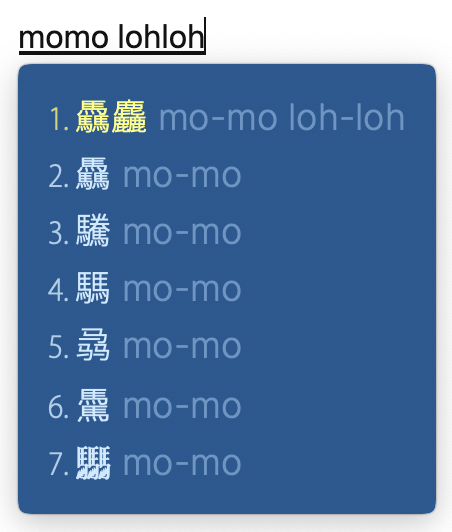 momo lohloh
1. 驫麤 mo-mo loh-loh
2. 驫 mo-mo
3. mo-mo
4. 騳 mo-mo
5. 骉 mo-mo
6. mo-mo
7. mo-mo